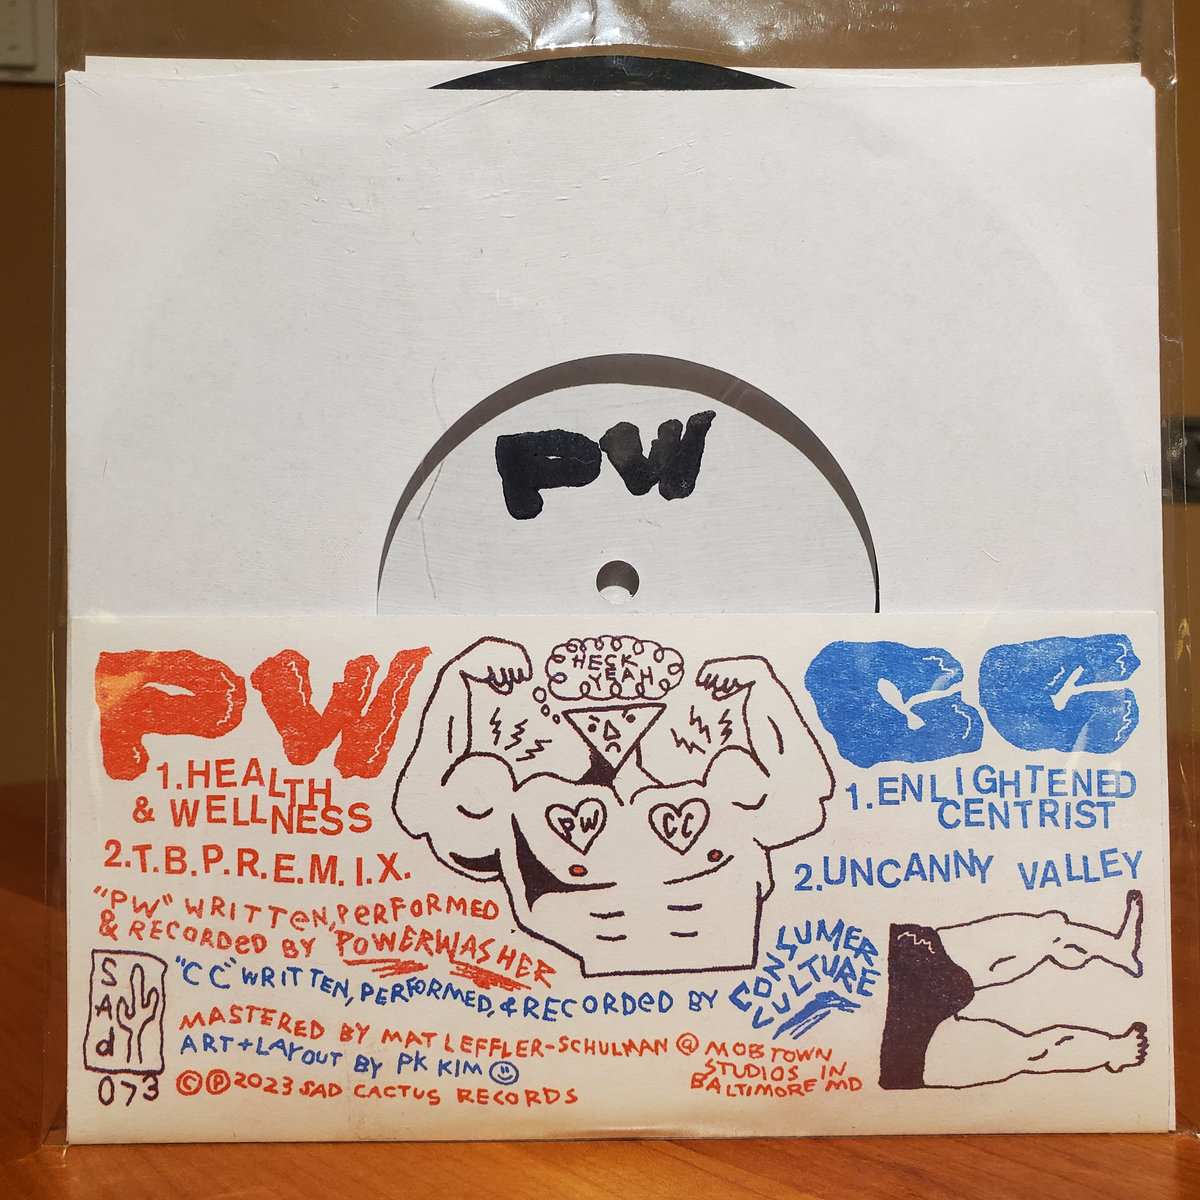 PW
HECK
YEAH
PW
CC
PW
1.HEALTH
& WELLNESS
2.T.B.P.R.E.M.I.X.
"PW" WRITTEN, PERFORMED
& RECORDED BY POWERWASHER
CC
1.ENLIGHTENED
CENTRIST
2.UNCANNY VALLEY
"CC" WRITTEN, PERFORMED, & RECORDED BY CONSUMER
CULTURE
MASTERED BY MAT LEFFLER-SCHULMAN @ MOBTOWN
STUDIOS IN
BALTIMORE MD
ART+LAYOUT BY PK KIM
©℗2023 SAD CACTUS RECORDS
SAd
073